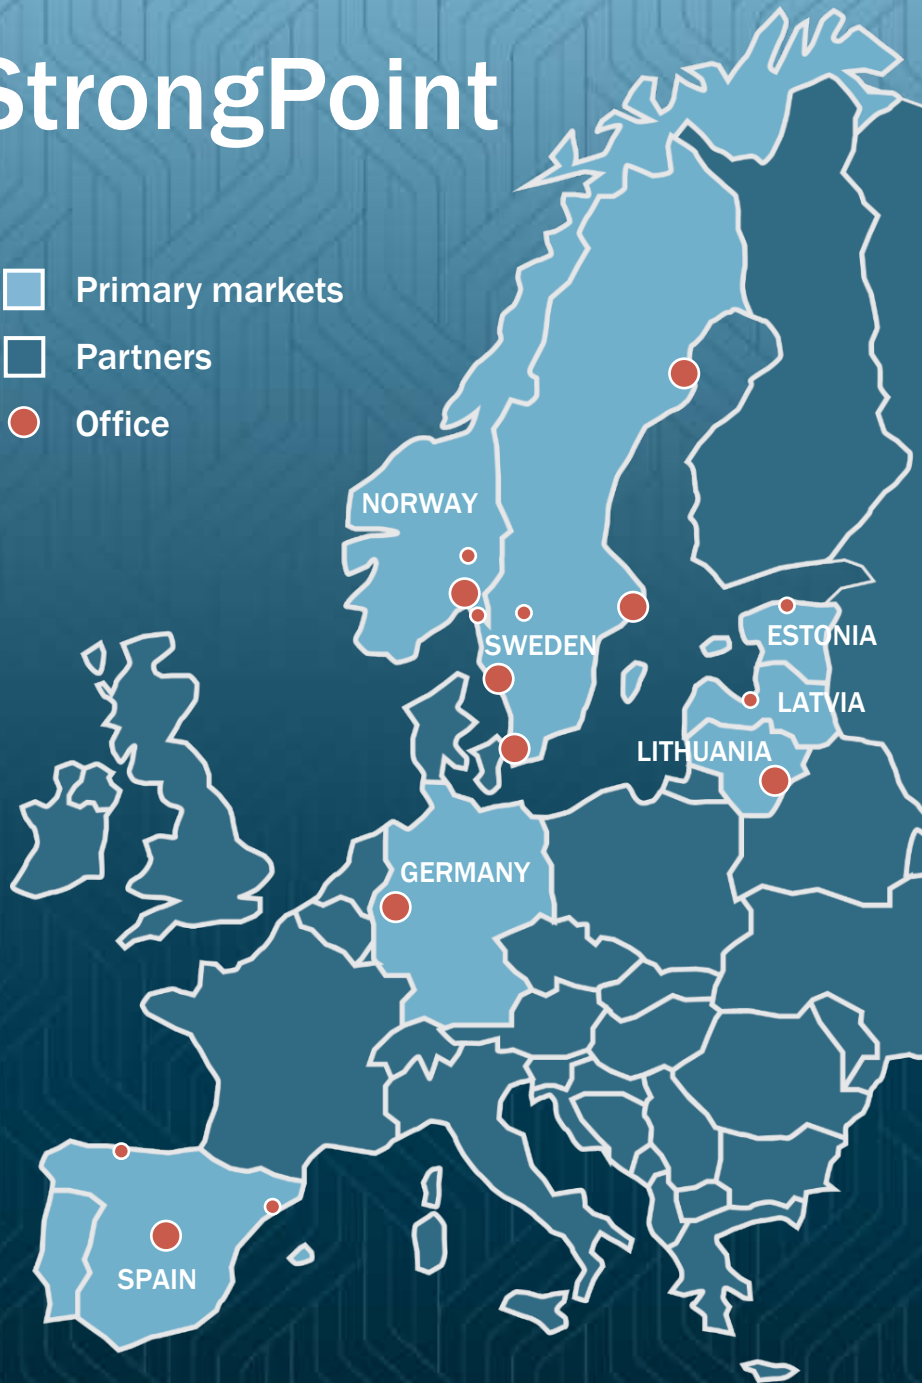 StrongPoint
Primary markets
Partners
Office
NORWAY
SWEDEN
ESTONIA
LATVIA
LITHUANIA
GERMANY
SPAIN